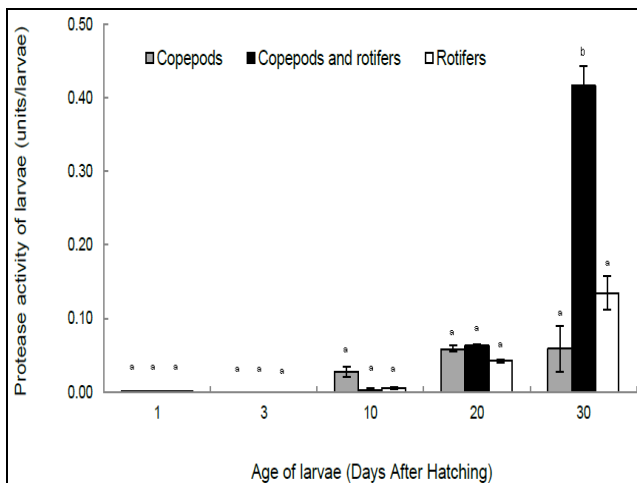 Protease activity of larvae (units/larvae)
0.50
0.40
0.30
0.20
0.10
0.00
Copepods Copepods and rotifers Rotifers
a a a
a a a
a a a
a a a
a b a
1 3 10 20 30
Age of larvae (Days After Hatching)